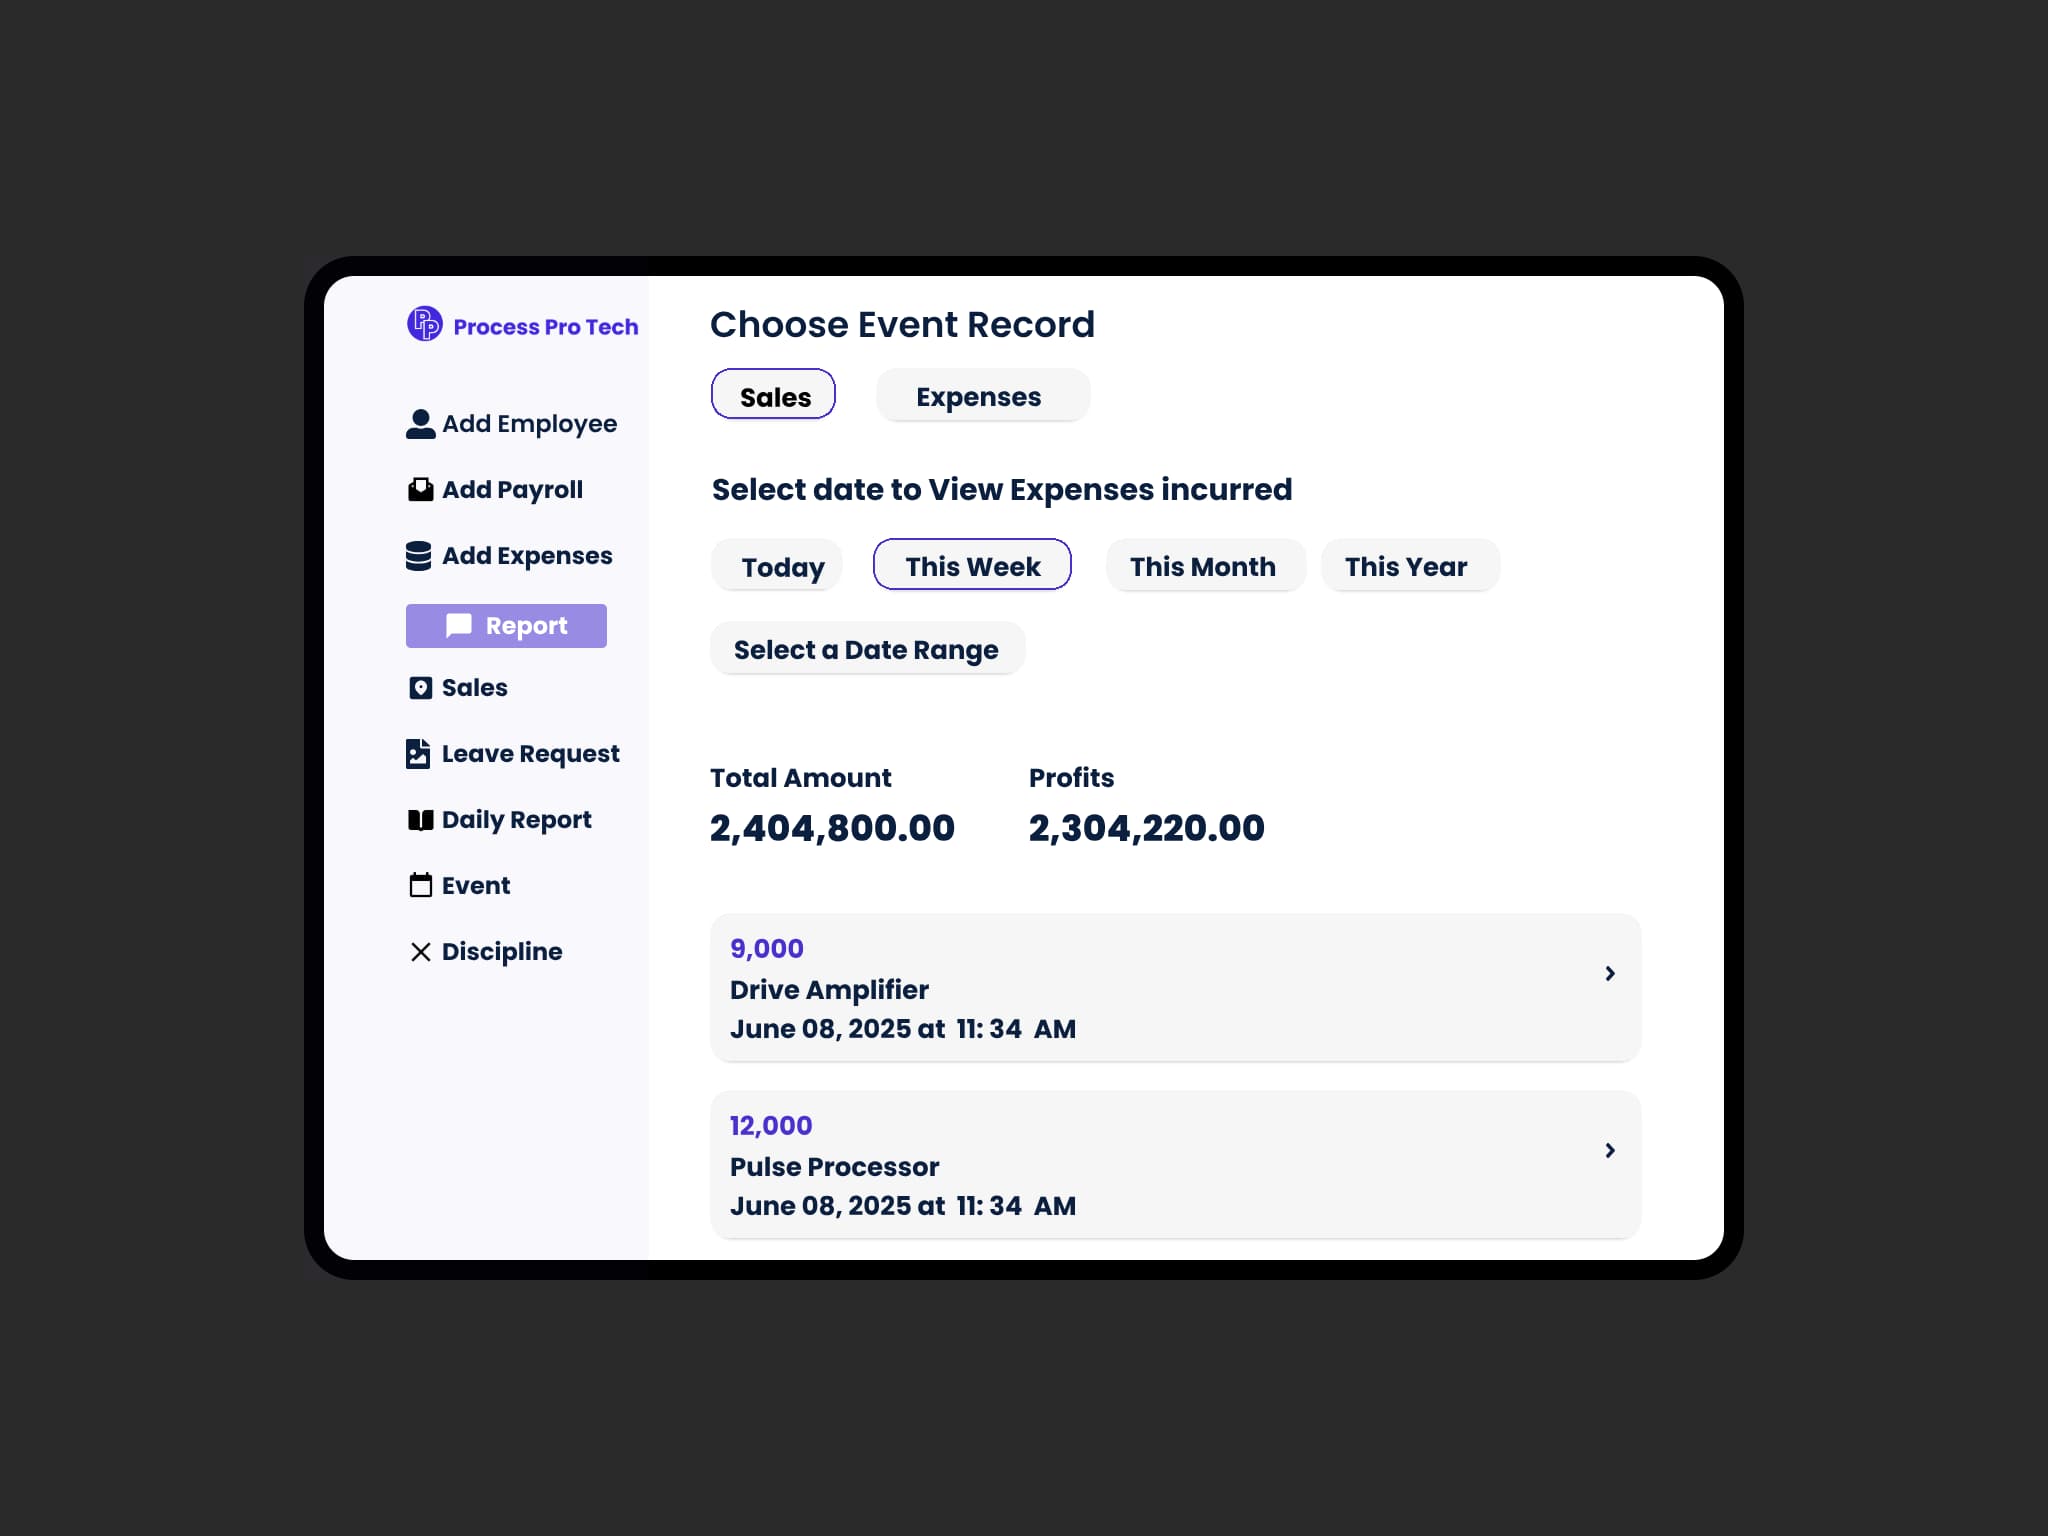 Process Pro Tech
Add Employee
Add Payroll
Add Expenses
Report
Sales
Leave Request
Daily Report
Event
Discipline
Choose Event Record
Sales Expenses
Select date to View Expenses incurred
Today This Week This Month This Year
Select a Date Range
Total Amount Profits
2,404,800.00 2,304,220.00
9,000
Drive Amplifier
June 08, 2025 at 11: 34 AM
12,000
Pulse Processor
June 08, 2025 at 11: 34 AM